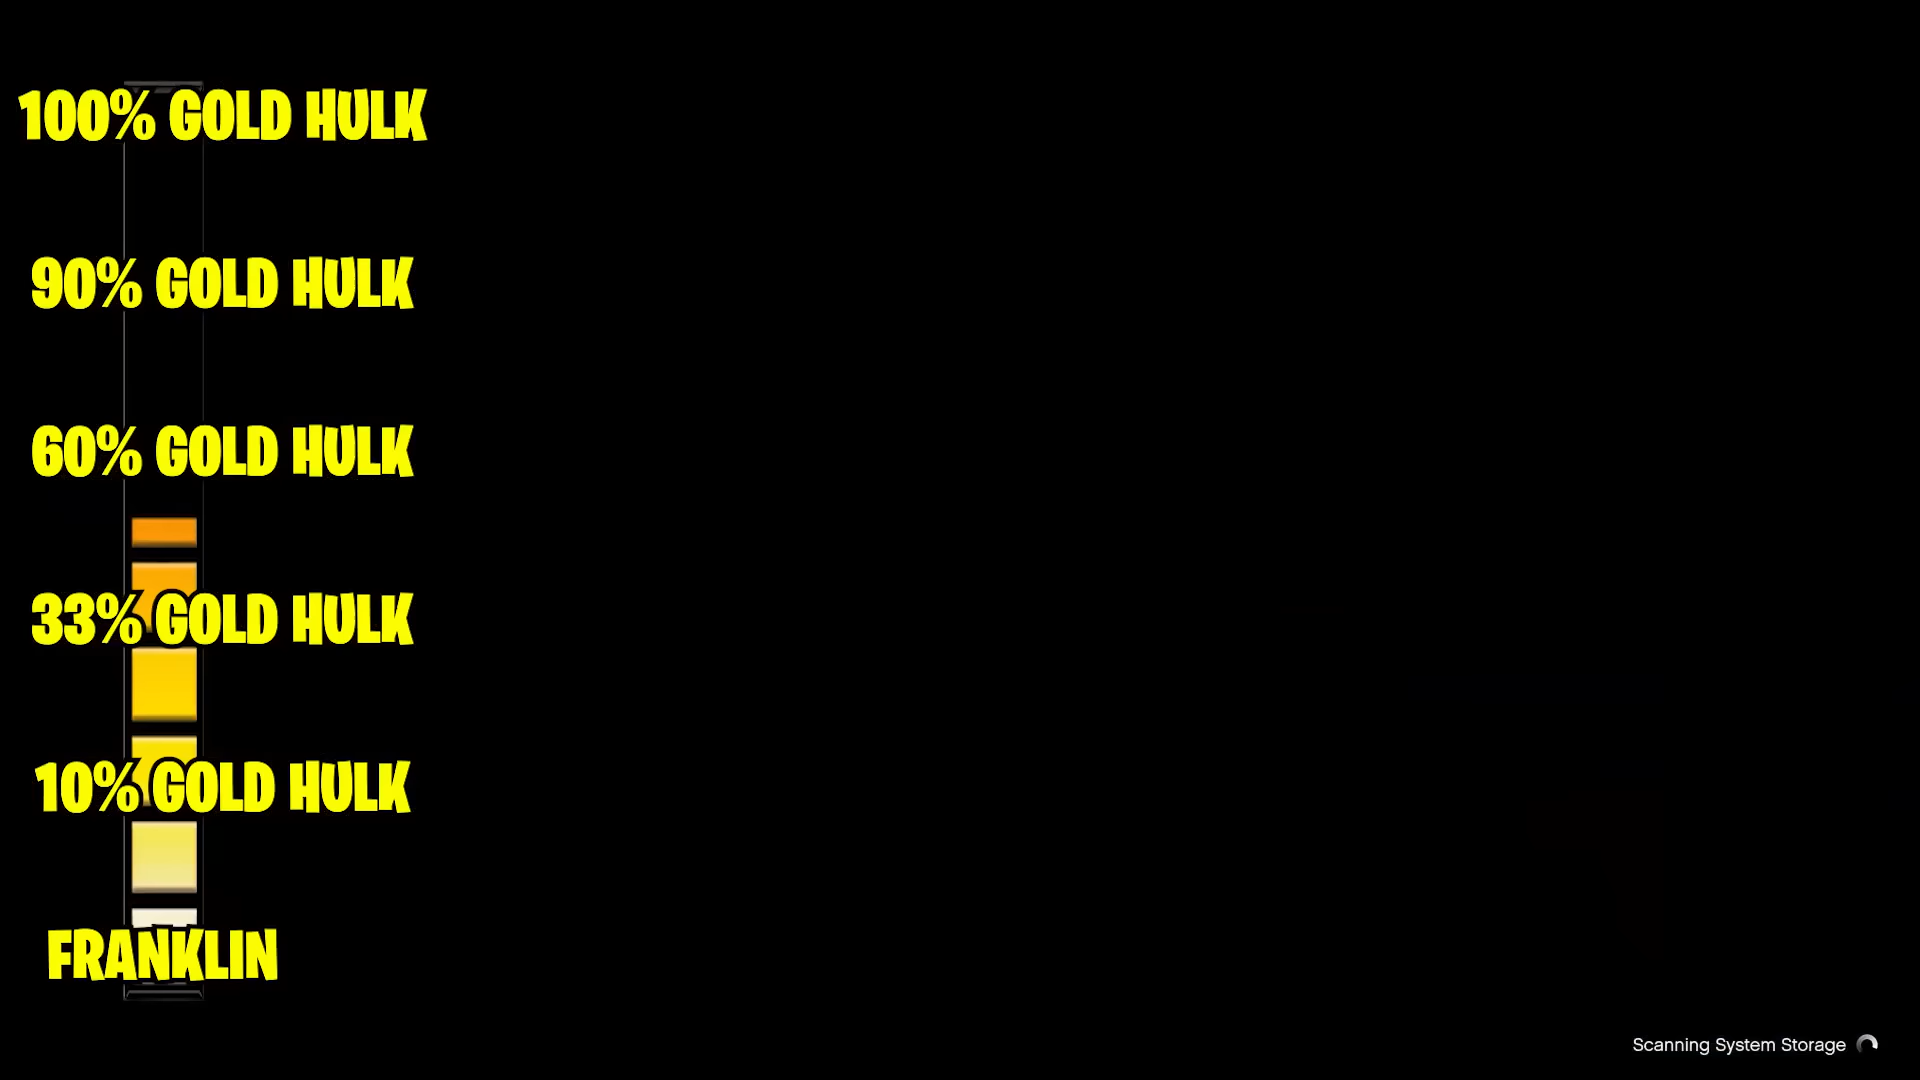 100% GOLD HULK
90% GOLD HULK
60% GOLD HULK
33% GOLD HULK
10% GOLD HULK
FRANKLIN
Scanning System Storage